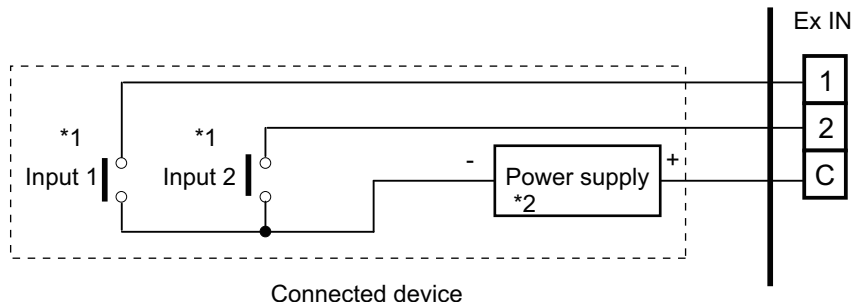 Ex IN
1
2
C
*1
*1
Input 1
Input 2
-
+
Power supply
*2
Connected device